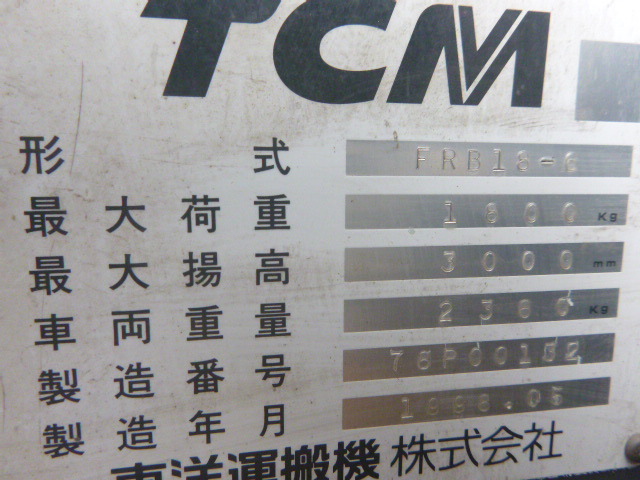 TCM
形式 FRB18-6
最大荷重 1800 Kg
最大揚高 3000 mm
車両重量 2300 Kg
製造番号
製造年月
東洋運搬機株式会社